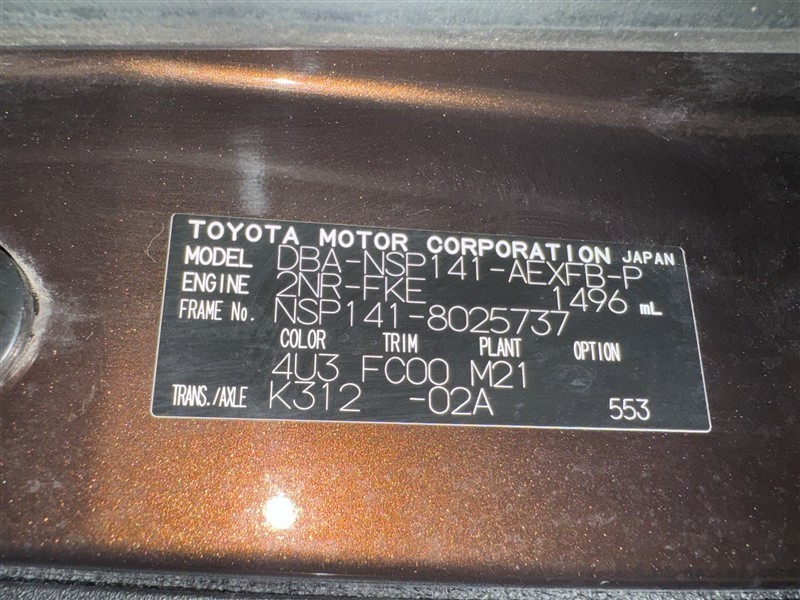 TOYOTA MOTOR CORPORATION JAPAN
MODEL DBA-NSP141-AEXFB-P
ENGINE 2NR-FKE 1496 mL
FRAME No. NSP141-8025737
COLOR TRIM PLANT OPTION
4U3 FC00 M21
TRANS./AXLE K312 -02A 553